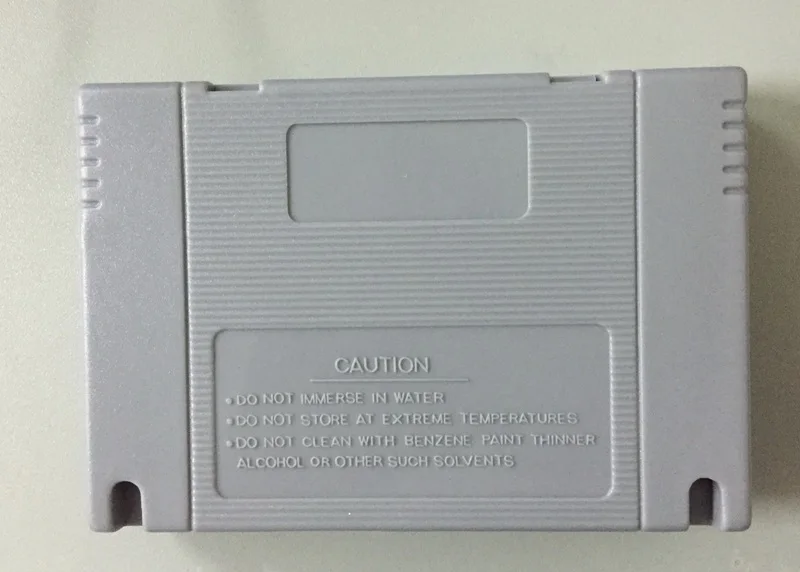 CAUTION
•DO NOT IMMERSE IN WATER
•DO NOT STORE AT EXTREME TEMPERATURES
•DO NOT CLEAN WITH BENZENE PAINT THINNER
ALCOHOL OR OTHER SUCH SOLVENTS